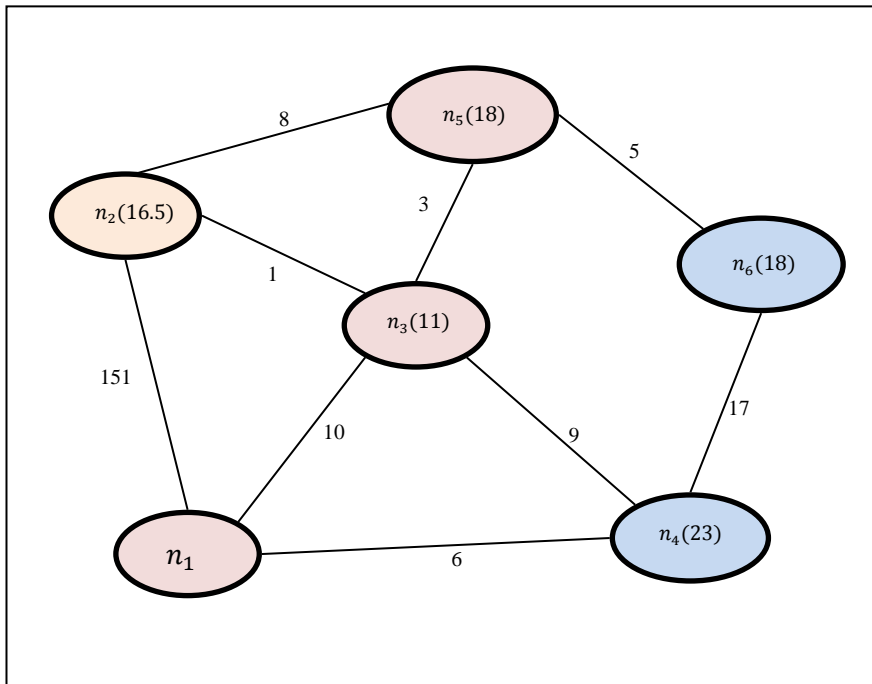 n₅(18)
8
5
3
n₂(16.5)
n₆(18)
1
n₃(11)
151
17
10
9
n₄(23)
n₁
6